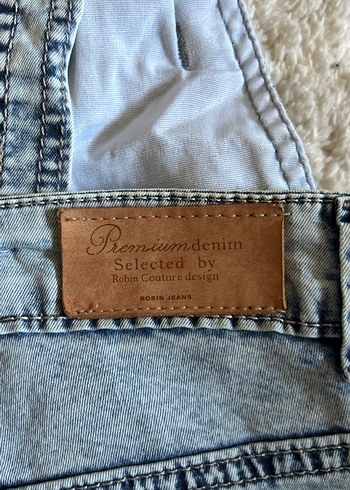 Premium denim
Selected by
Robin Couture design
ROBIN JEANS